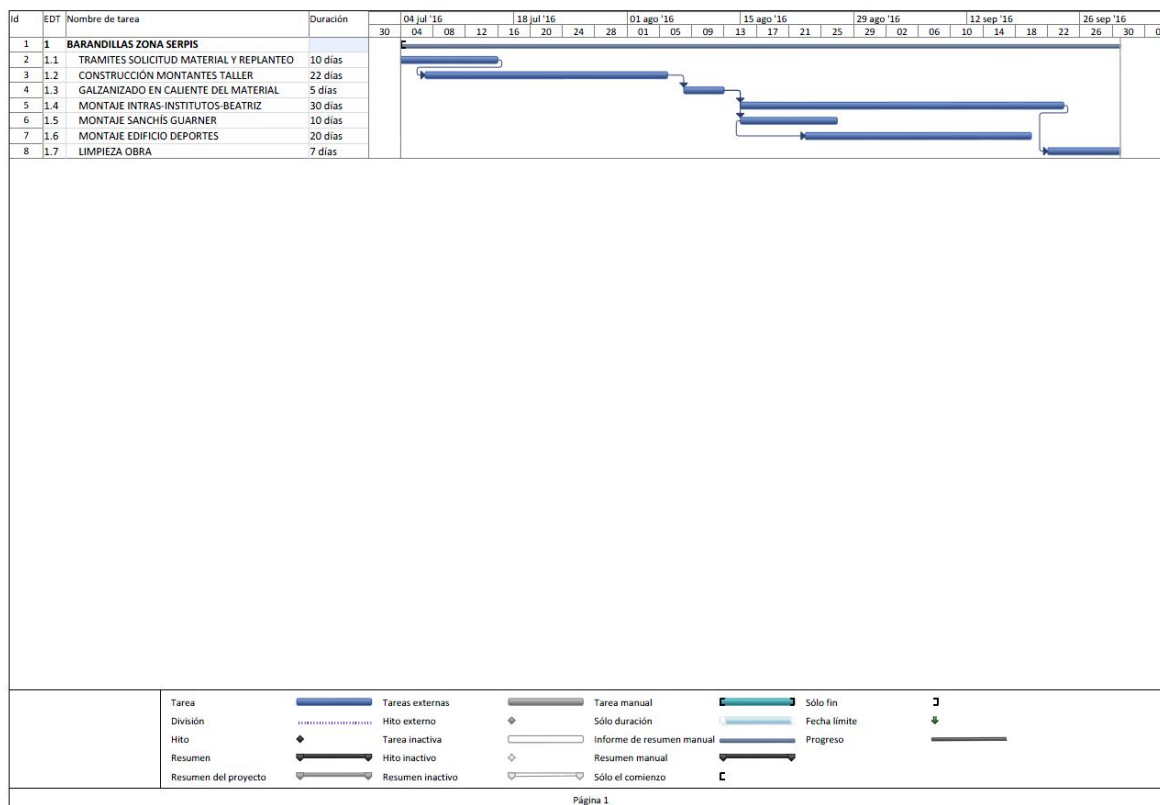 Id EDT Nombre de tarea Duración 04 jul '16 18 jul '16 01 ago '16 15 ago '16 29 ago '16 12 sep '16 26 sep '16
30 04 08 12 16 20 24 28 01 05 09 13 17 21 25 29 02 06 10 14 18 22 26 30 0
1 1 BARANDILLAS ZONA SERPIS
2 1.1 TRAMITES SOLICITUD MATERIAL Y REPLANTEO 10 días
3 1.2 CONSTRUCCIÓN MONTANTES TALLER 22 días
4 1.3 GALZANIZADO EN CALIENTE DEL MATERIAL 5 días
5 1.4 MONTAJE INTRAS-INSTITUTOS-BEATRIZ 30 días
6 1.5 MONTAJE SANCHÍS GUARNER 10 días
7 1.6 MONTAJE EDIFICIO DEPORTES 20 días
8 1.7 LIMPIEZA OBRA 7 días
Tarea Tareas externas Tarea manual Sólo fin
División Hito externo Sólo duración Fecha límite
Hito Tarea inactiva Informe de resumen manual Progreso
Resumen Hito inactivo Resumen manual
Resumen del proyecto Resumen inactivo Sólo el comienzo
Página 1